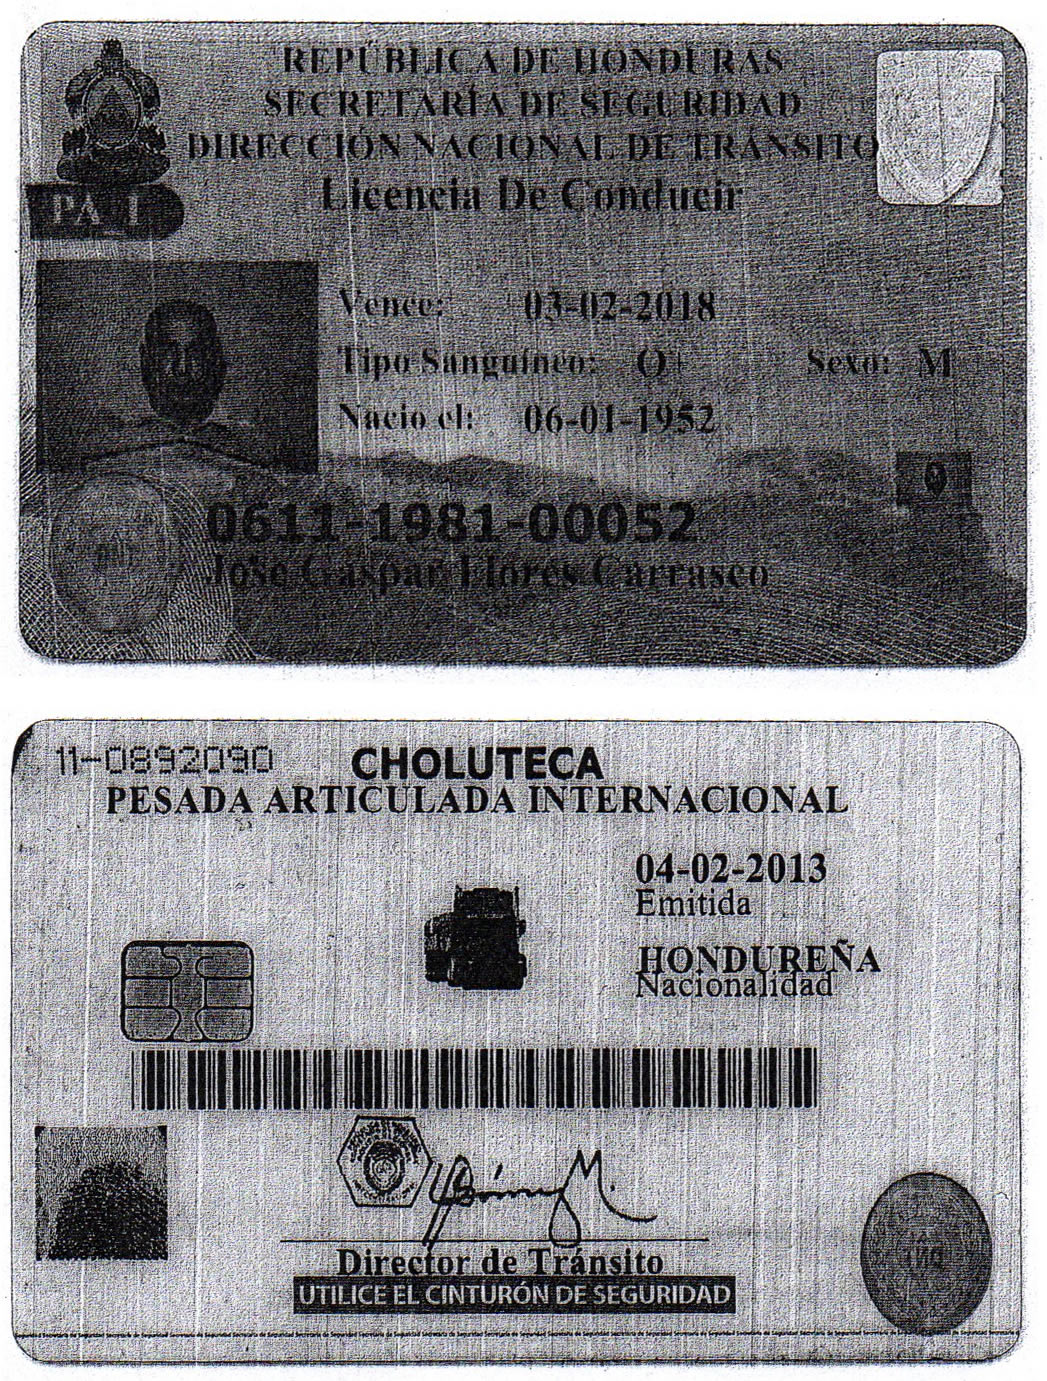 REPÚBLICA DE HONDURAS
SECRETARÍA DE SEGURIDAD
DIRECCIÓN NACIONAL DE TRÁNSITO
Licencia De Conducir
PA_I
Vence: 03-02-2018
Tipo Sanguíneo: O+ Sexo: M
Nacio el: 06-01-1952
0611-1981-00052
Jose Gaspar Flores Carrasco
11-0892090 CHOLUTECA
PESADA ARTICULADA INTERNACIONAL
04-02-2013
Emitida
HONDUREÑA
Nacionalidad
Director de Tránsito
UTILICE EL CINTURÓN DE SEGURIDAD